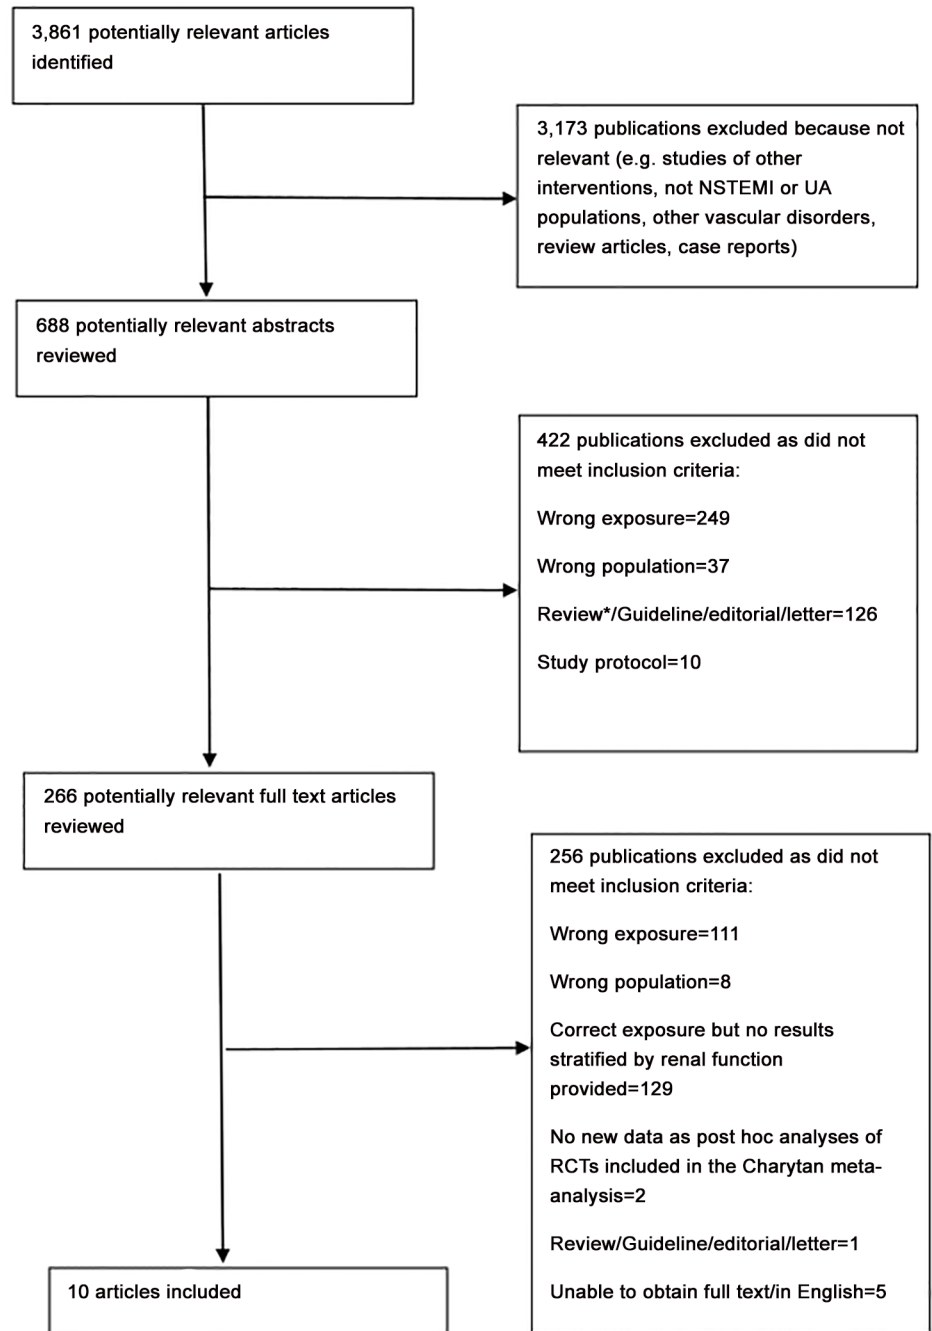 3,861 potentially relevant articles
identified
3,173 publications excluded because not
relevant (e.g. studies of other
interventions, not NSTEMI or UA
populations, other vascular disorders,
review articles, case reports)
688 potentially relevant abstracts
reviewed
422 publications excluded as did not
meet inclusion criteria:
Wrong exposure=249
Wrong population=37
Review*/Guideline/editorial/letter=126
Study protocol=10
266 potentially relevant full text articles
reviewed
256 publications excluded as did not
meet inclusion criteria:
Wrong exposure=111
Wrong population=8
Correct exposure but no results
stratified by renal function
provided=129
No new data as post hoc analyses of
RCTs included in the Charytan meta-
analysis=2
Review/Guideline/editorial/letter=1
Unable to obtain full text/in English=5
10 articles included